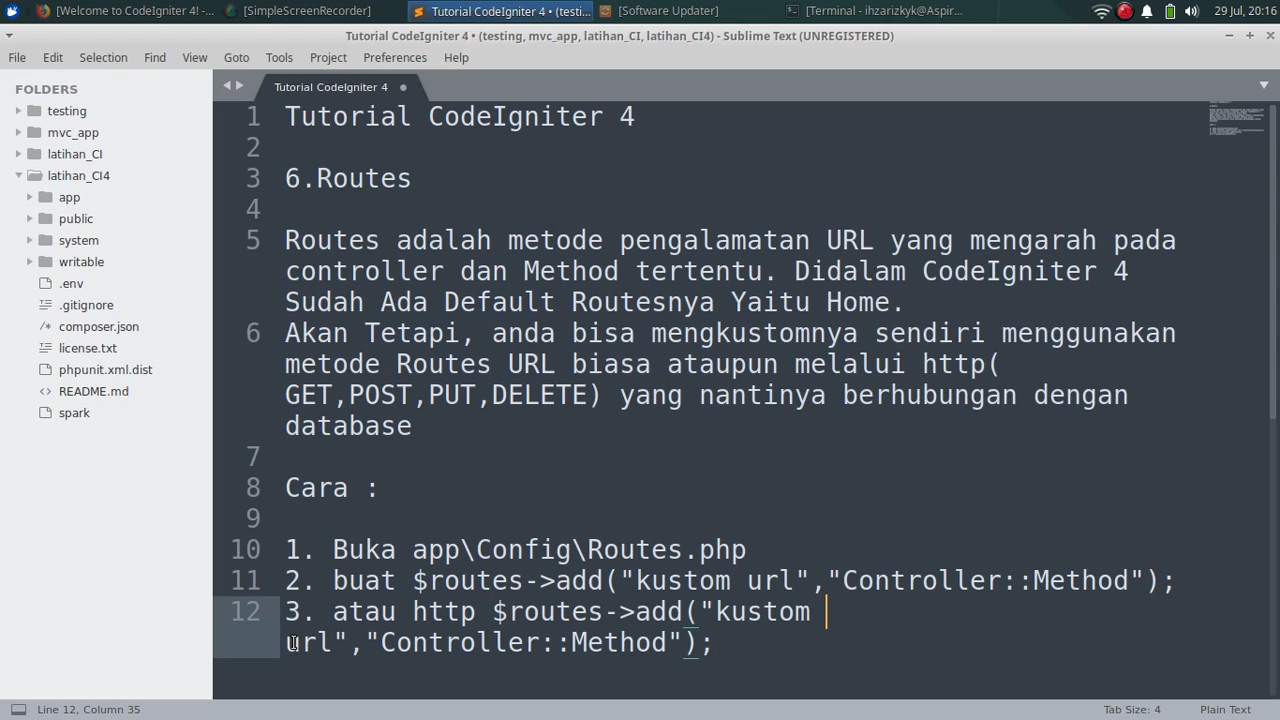 [Welcome to CodeIgniter 4! -...
[SimpleScreenRecorder]
Tutorial CodeIgniter 4 • (testi...
[Software Updater]
[Terminal - ihzarizkyk@Aspir...
29 Jul, 20:16
Tutorial CodeIgniter 4 • (testing, mvc_app, latihan_CI, latihan_CI4) - Sublime Text (UNREGISTERED)
File Edit Selection Find View Goto Tools Project Preferences Help
FOLDERS
testing
mvc_app
latihan_CI
latihan_CI4
app
public
system
writable
.env
.gitignore
composer.json
license.txt
phpunit.xml.dist
README.md
spark
Tutorial CodeIgniter 4
1 Tutorial CodeIgniter 4
2
3 6.Routes
4
5 Routes adalah metode pengalamatan URL yang mengarah pada
controller dan Method tertentu. Didalam CodeIgniter 4
Sudah Ada Default Routesnya Yaitu Home.
6 Akan Tetapi, anda bisa mengkustomnya sendiri menggunakan
metode Routes URL biasa ataupun melalui http(
GET,POST,PUT,DELETE) yang nantinya berhubungan dengan
database
7
8 Cara :
9
10 1. Buka app\Config\Routes.php
11 2. buat $routes->add("kustom url","Controller::Method");
12 3. atau http $routes->add("kustom
url","Controller::Method");
Line 12, Column 35
Tab Size: 4
Plain Text